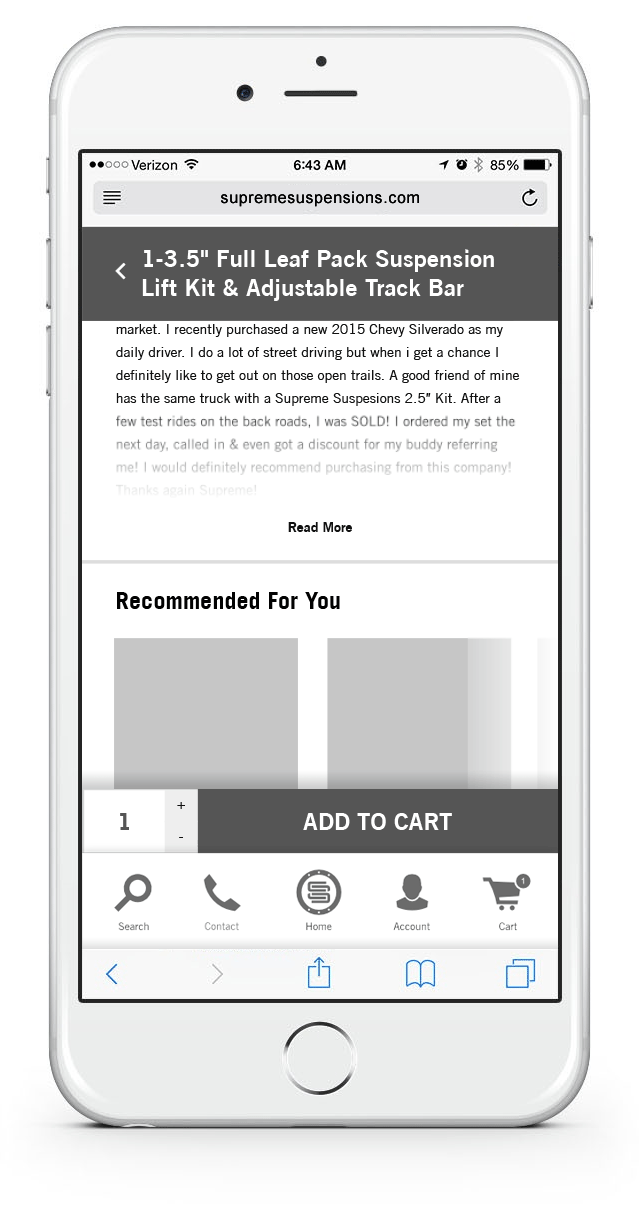 Verizon 6:43 AM 85%
supremesuspensions.com
1-3.5" Full Leaf Pack Suspension
Lift Kit & Adjustable Track Bar
market. I recently purchased a new 2015 Chevy Silverado as my
daily driver. I do a lot of street driving but when i get a chance I
definitely like to get out on those open trails. A good friend of mine
has the same truck with a Supreme Suspesions 2.5″ Kit. After a
few test rides on the back roads, I was SOLD! I ordered my set the
next day, called in & even got a discount for my buddy referring
me! I would definitely recommend purchasing from this company!
Thanks again Supreme!
Read More
Recommended For You
1 + - ADD TO CART
1
Search Contact Home Account Cart